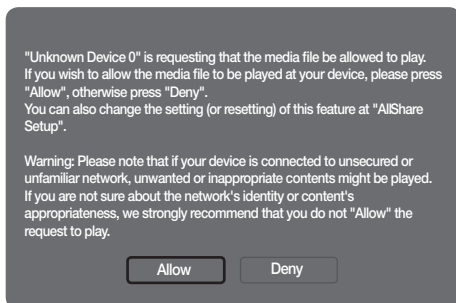 "Unknown Device 0" is requesting that the media file be allowed to play.
If you wish to allow the media file to be played at your device, please press
"Allow", otherwise press "Deny".
You can also change the setting (or resetting) of this feature at "AllShare
Setup".
Warning: Please note that if your device is connected to unsecured or
unfamiliar network, unwanted or inappropriate contents might be played.
If you are not sure about the network's identity or content's
appropriateness, we strongly recommend that you do not "Allow" the
request to play.
Allow
Deny